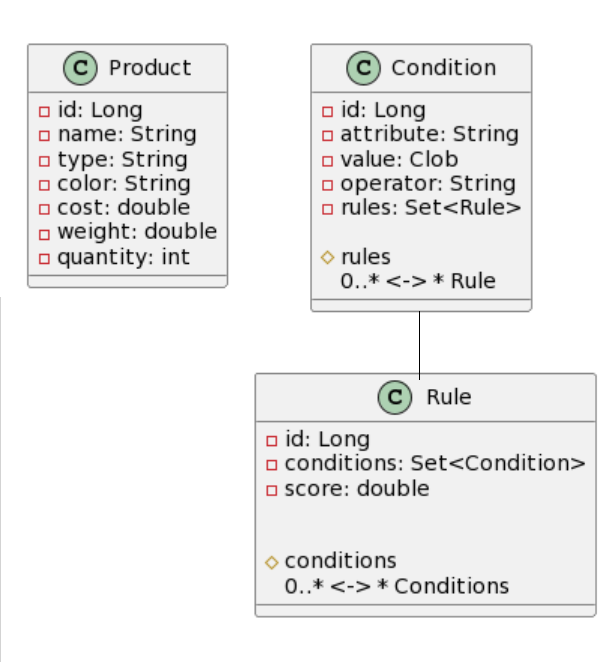 C Product
id: Long
name: String
type: String
color: String
cost: double
weight: double
quantity: int
C Condition
id: Long
attribute: String
value: Clob
operator: String
rules: Set<Rule>
rules
0..* <-> * Rule
C Rule
id: Long
conditions: Set<Condition>
score: double
conditions
0..* <-> * Conditions